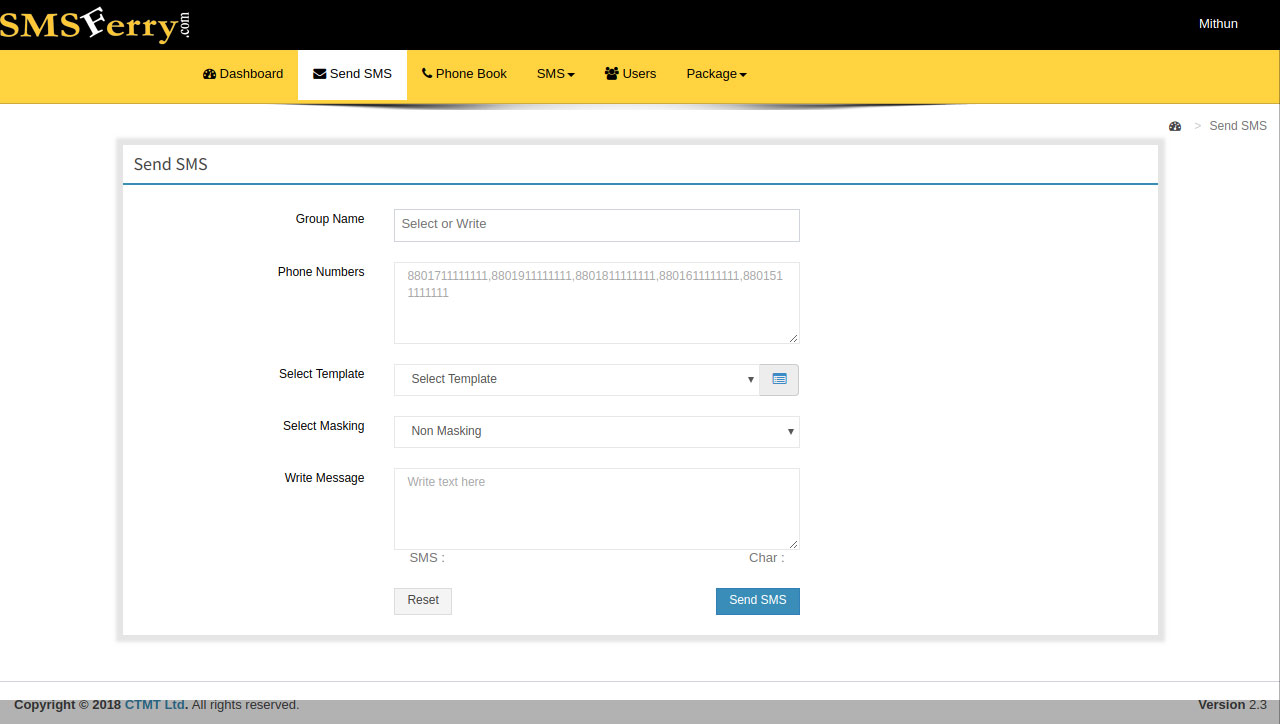 SMSFerry.com
Mithun
Dashboard Send SMS Phone Book SMS Users Package
> Send SMS
Send SMS
Group Name Select or Write
Phone Numbers 8801711111111,8801911111111,8801811111111,8801611111111,880151
1111111
Select Template Select Template
Select Masking Non Masking
Write Message Write text here
SMS : Char :
Reset Send SMS
Copyright © 2018 CTMT Ltd. All rights reserved. Version 2.3